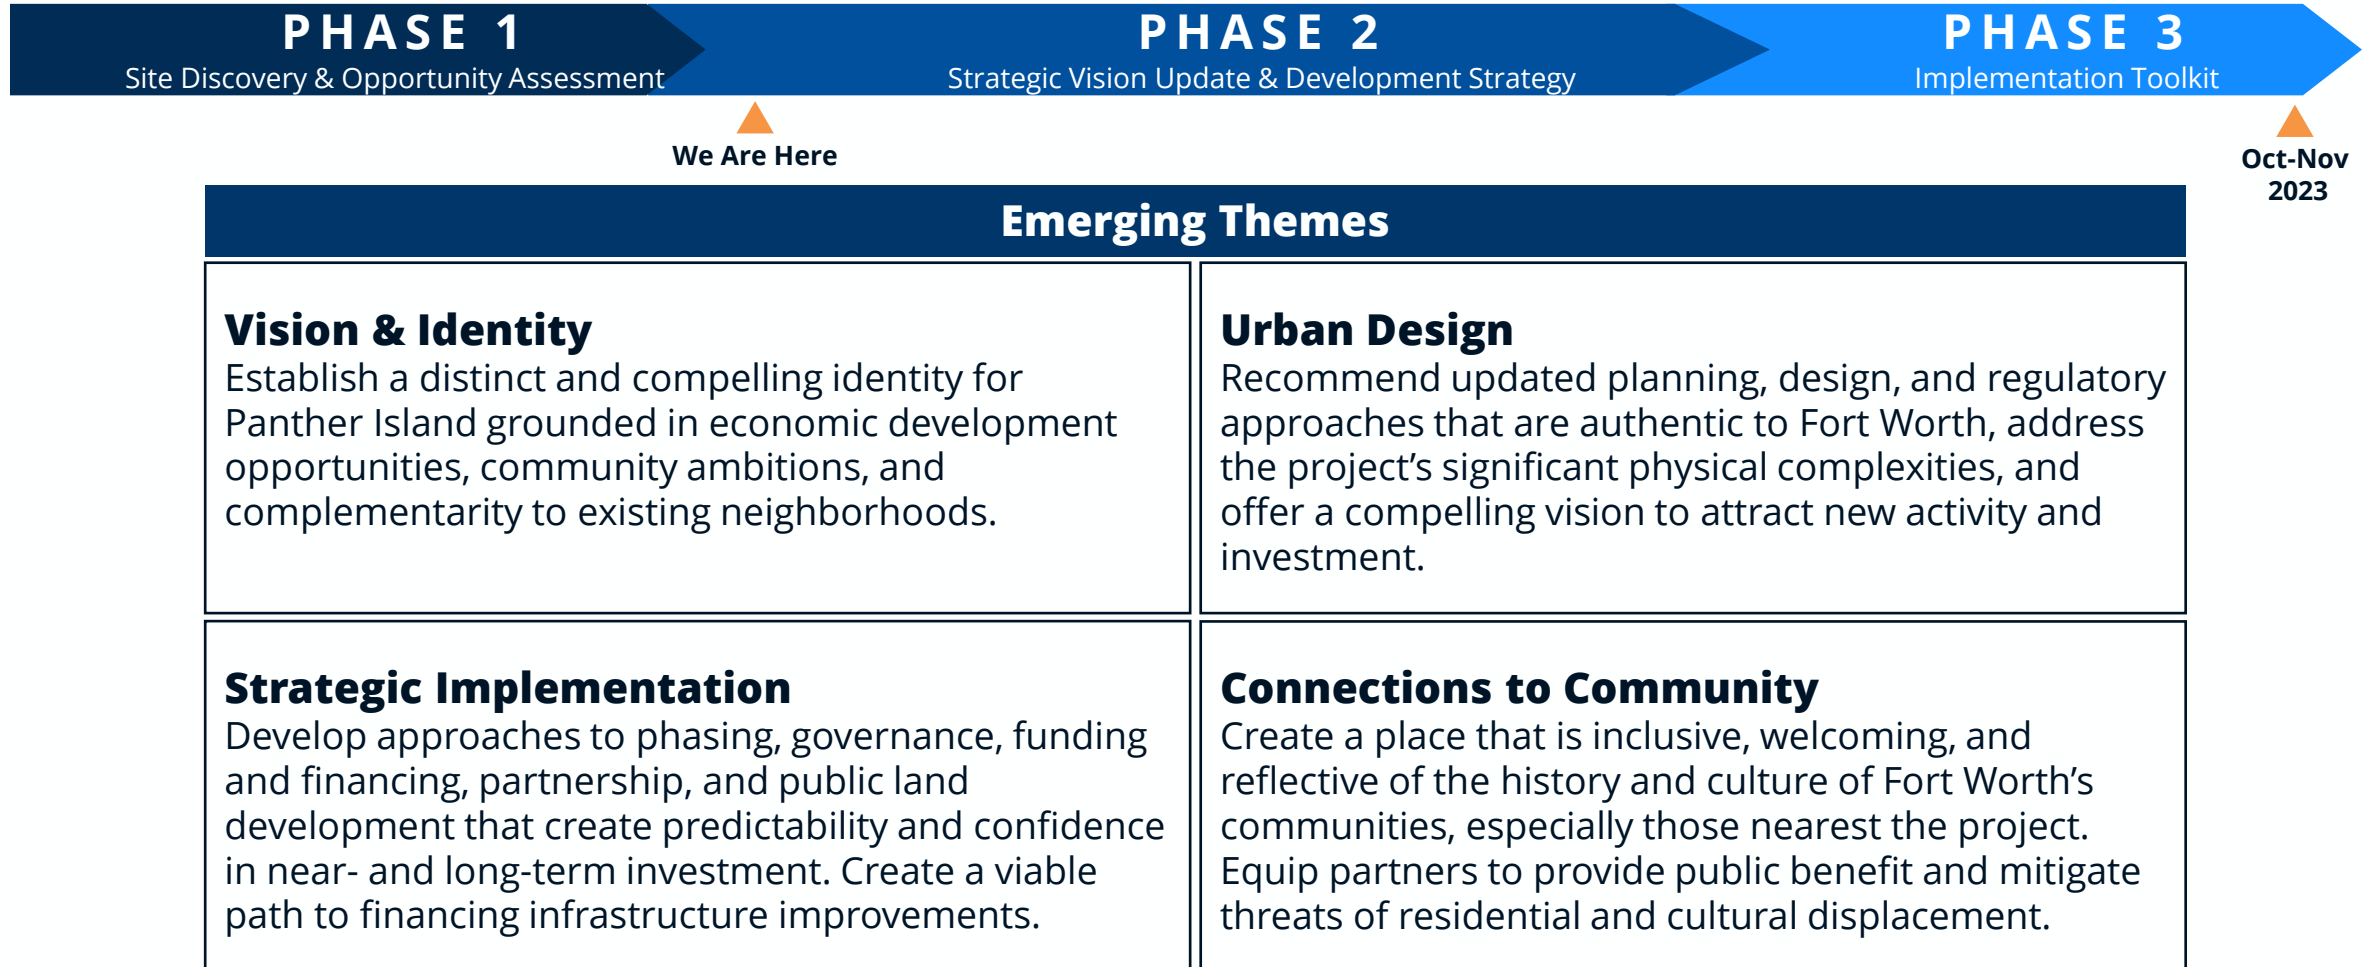 PHASE 1
Site Discovery & Opportunity Assessment
PHASE 2
Strategic Vision Update & Development Strategy
PHASE 3
Implementation Toolkit
We Are Here
Oct-Nov
2023
Emerging Themes
Vision & Identity
Establish a distinct and compelling identity for
Panther Island grounded in economic development
opportunities, community ambitions, and
complementarity to existing neighborhoods.
Urban Design
Recommend updated planning, design, and regulatory
approaches that are authentic to Fort Worth, address
the project’s significant physical complexities, and
offer a compelling vision to attract new activity and
investment.
Strategic Implementation
Develop approaches to phasing, governance, funding
and financing, partnership, and public land
development that create predictability and confidence
in near- and long-term investment. Create a viable
path to financing infrastructure improvements.
Connections to Community
Create a place that is inclusive, welcoming, and
reflective of the history and culture of Fort Worth’s
communities, especially those nearest the project.
Equip partners to provide public benefit and mitigate
threats of residential and cultural displacement.